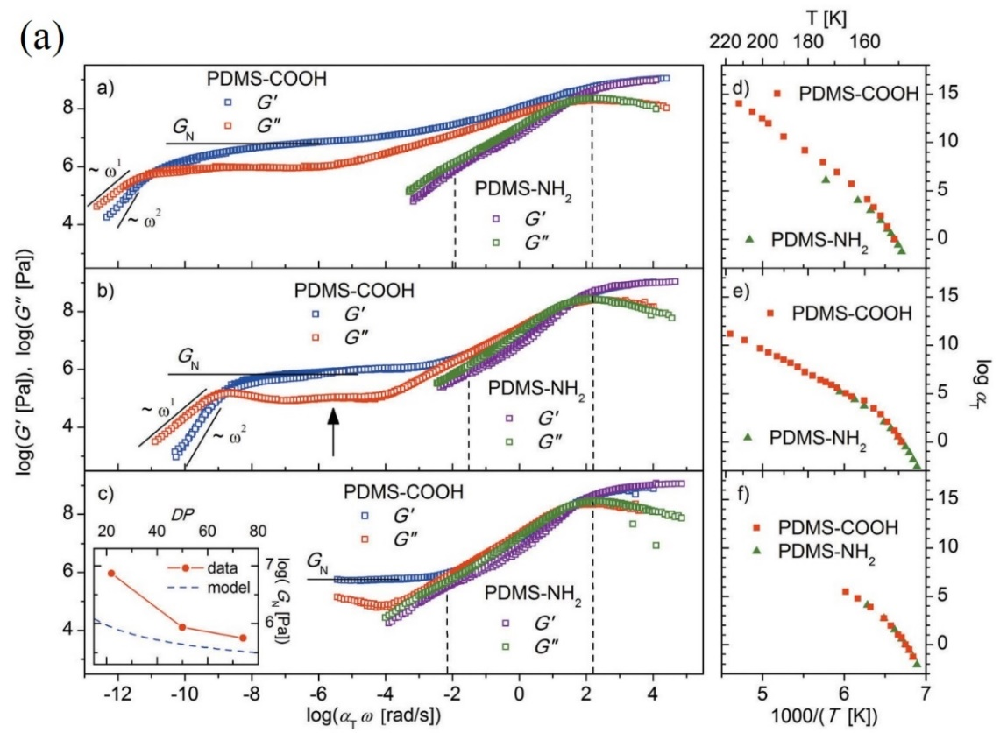 (a)
T [K]
220 200 180 160
a)
PDMS-COOH
G'
G''
G_N
~ ω¹
~ ω²
PDMS-NH₂
G'
G''
8
6
4
d)
PDMS-COOH
PDMS-NH₂
15
10
5
0
b)
PDMS-COOH
G'
G''
G_N
~ ω¹
~ ω²
PDMS-NH₂
G'
G''
8
6
4
log(G' [Pa]), log(G'' [Pa])
e)
PDMS-COOH
PDMS-NH₂
15
10
5
0
log α_T
c)
PDMS-COOH
G'
G''
G_N
PDMS-NH₂
G'
G''
8
6
4
DP
20 40 60 80
data
model
7
6
log(G_N [Pa])
f)
PDMS-COOH
PDMS-NH₂
15
10
5
0
-12 -10 -8 -6 -4 -2 0 2 4
log(α_T ω [rad/s])
5 6 7
1000/(T [K])